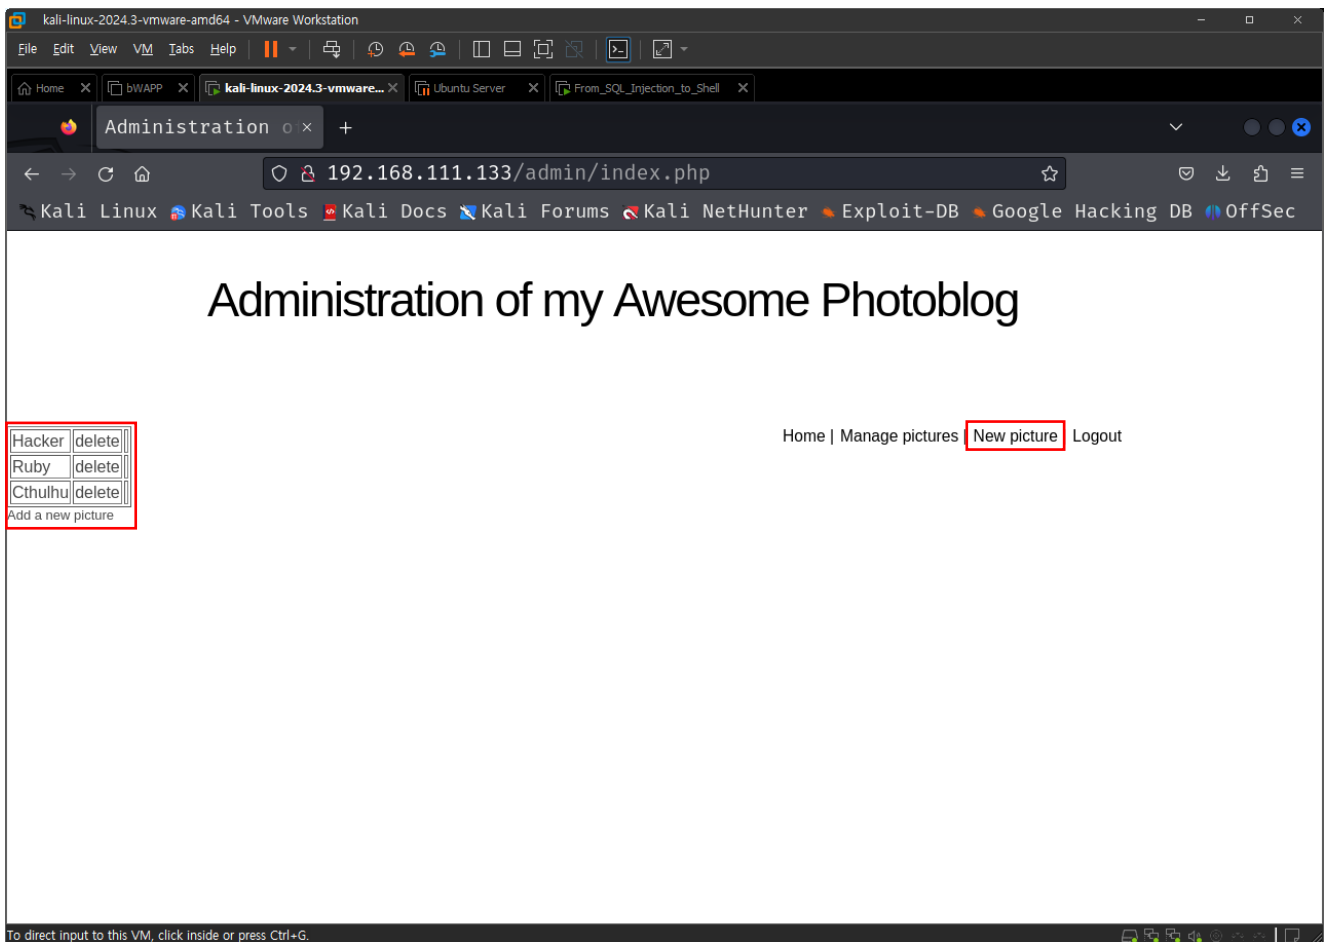 kali-linux-2024.3-vmware-amd64 - VMware Workstation
File Edit View VM Tabs Help
Home bWAPP kali-linux-2024.3-vmware... Ubuntu Server From_SQL_Injection_to_Shell
Administration of
192.168.111.133/admin/index.php
Kali Linux Kali Tools Kali Docs Kali Forums Kali NetHunter Exploit-DB Google Hacking DB OffSec
Administration of my Awesome Photoblog
Home | Manage pictures | New picture Logout
Hacker delete
Ruby delete
Cthulhu delete
Add a new picture
To direct input to this VM, click inside or press Ctrl+G.